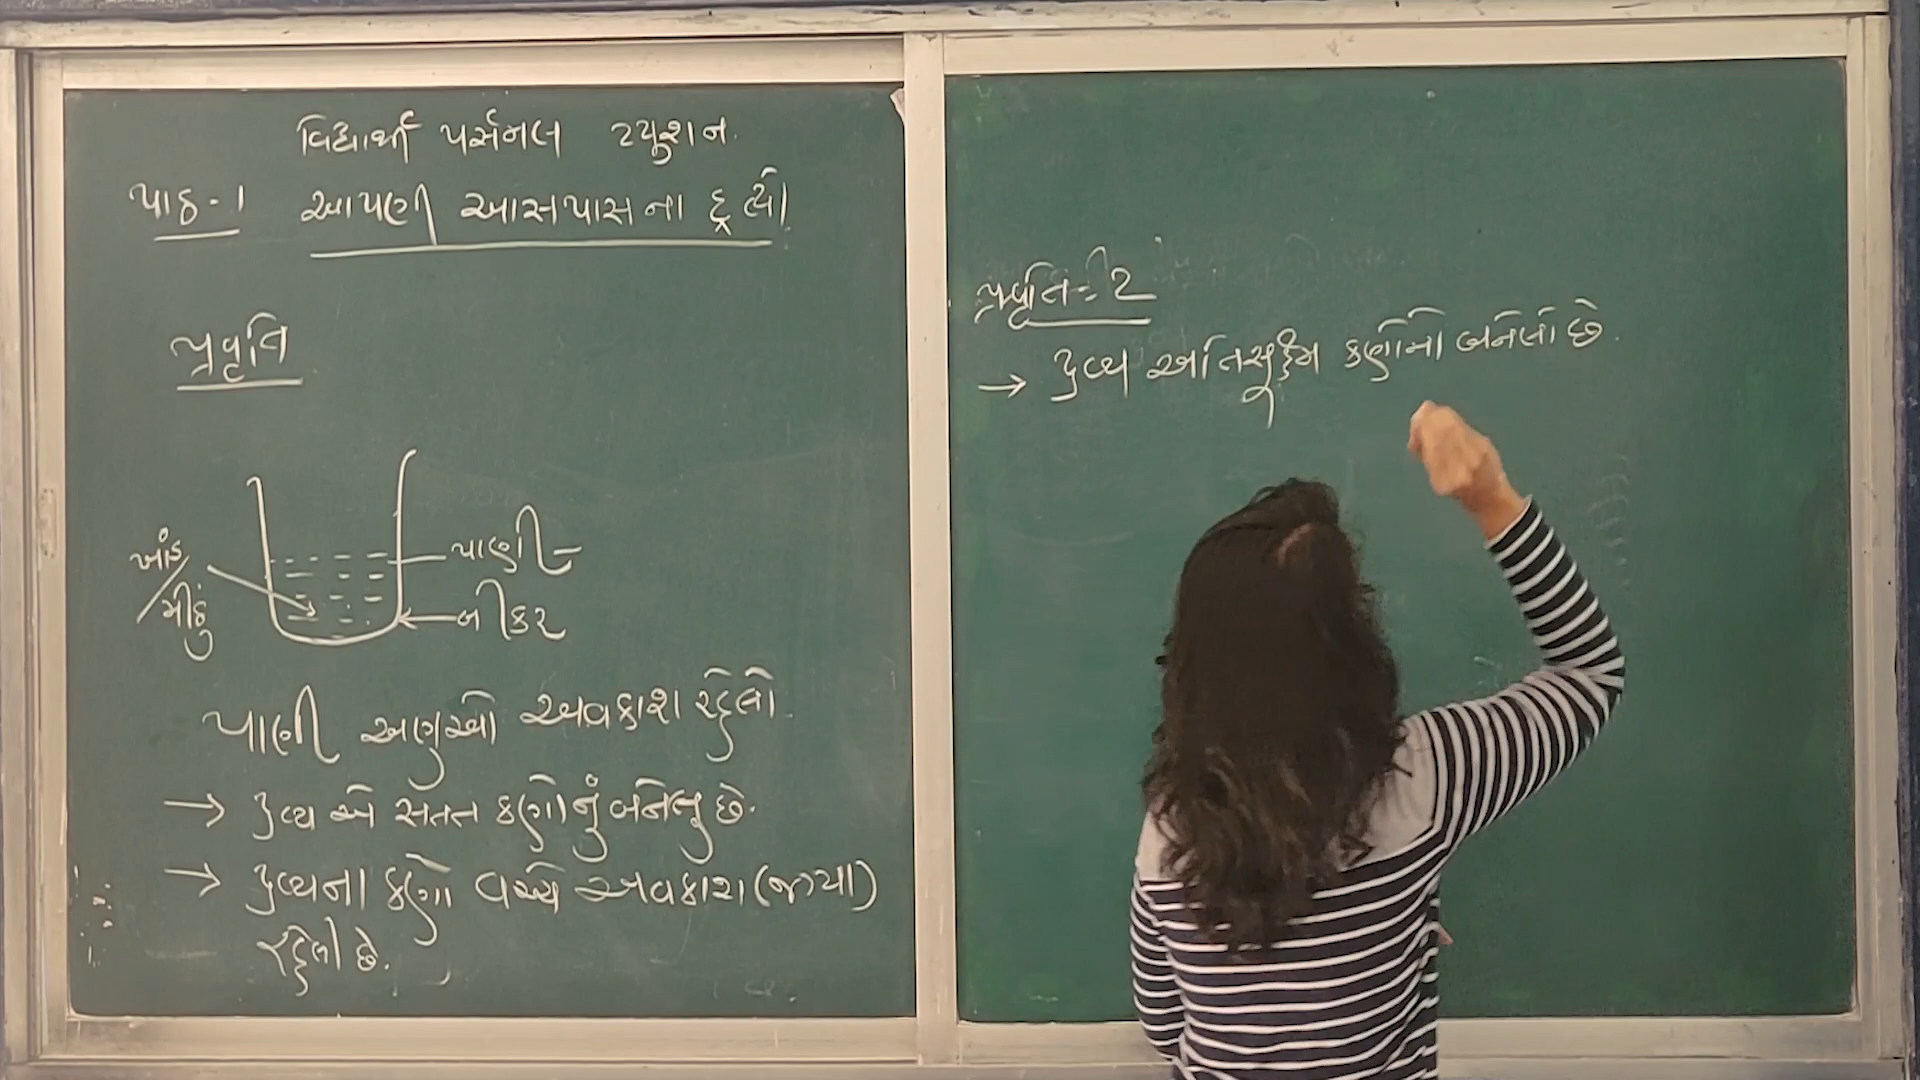 વિદ્યાર્થી પર્સનલ ટ્યુશન.
પાઠ-1 આપણી આસપાસના દ્રવ્યો
પ્રવૃતિ
ખાંડ/
મીઠું
પાણી
બીકર
પાણી અણુઓ અવકાશ રહેલો.
→ દ્રવ્ય એ સતત કણોનું બનેલુ છે.
→ દ્રવ્યના કણો વચ્ચે અવકાશ (જગ્યા)
રહેલી છે.
પ્રવૃતિ-2
→ દ્રવ્ય અતિસૂક્ષ્મ કણોનો બનેલો છે.